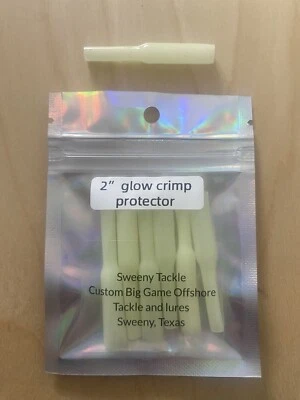 2" glow crimp
protector
Sweeny Tackle
Custom Big Game Offshore
Tackle and lures
Sweeny, Texas